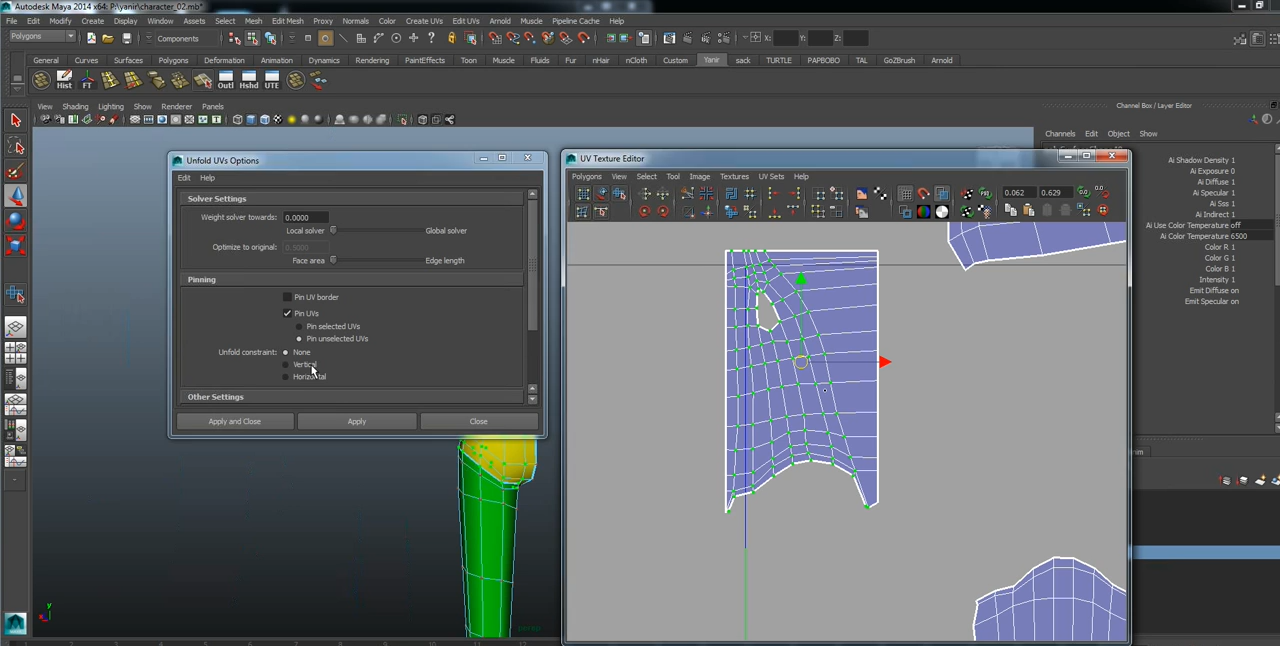 Autodesk Maya 2014 x64: P:\yanir\character_02.mb*
File Edit Modify Create Display Window Assets Select Mesh Edit Mesh Proxy Normals Color Create UVs Edit UVs Arnold Muscle Pipeline Cache Help
Polygons Components X: Y: Z:
General Curves Surfaces Polygons Deformation Animation Dynamics Rendering PaintEffects Toon Muscle Fluids Fur nHair nCloth Custom Yanir sack TURTLE PAPBOBO TAL GoZBrush Arnold
Hist FT Outl Hshd UTE
View Shading Lighting Show Renderer Panels
Channel Box / Layer Editor
Channels Edit Object Show
Ai Shadow Density 1
Ai Exposure 0
Ai Diffuse 1
Ai Specular 1
Ai Sss 1
Ai Indirect 1
Ai Use Color Temperature off
Ai Color Temperature 6500
Color R 1
Color G 1
Color B 1
Intensity 1
Emit Diffuse on
Emit Specular on
Unfold UVs Options
Edit Help
Solver Settings
Weight solver towards: 0.0000
Local solver Global solver
Optimize to original: 0.5000
Face area Edge length
Pinning
Pin UV border
Pin UVs
Pin selected UVs
Pin unselected UVs
Unfold constraint: None
Vertical
Horizontal
Other Settings
Apply and Close Apply Close
UV Texture Editor
Polygons View Select Tool Image Textures UV Sets Help
0.062 0.629
y
x
persp